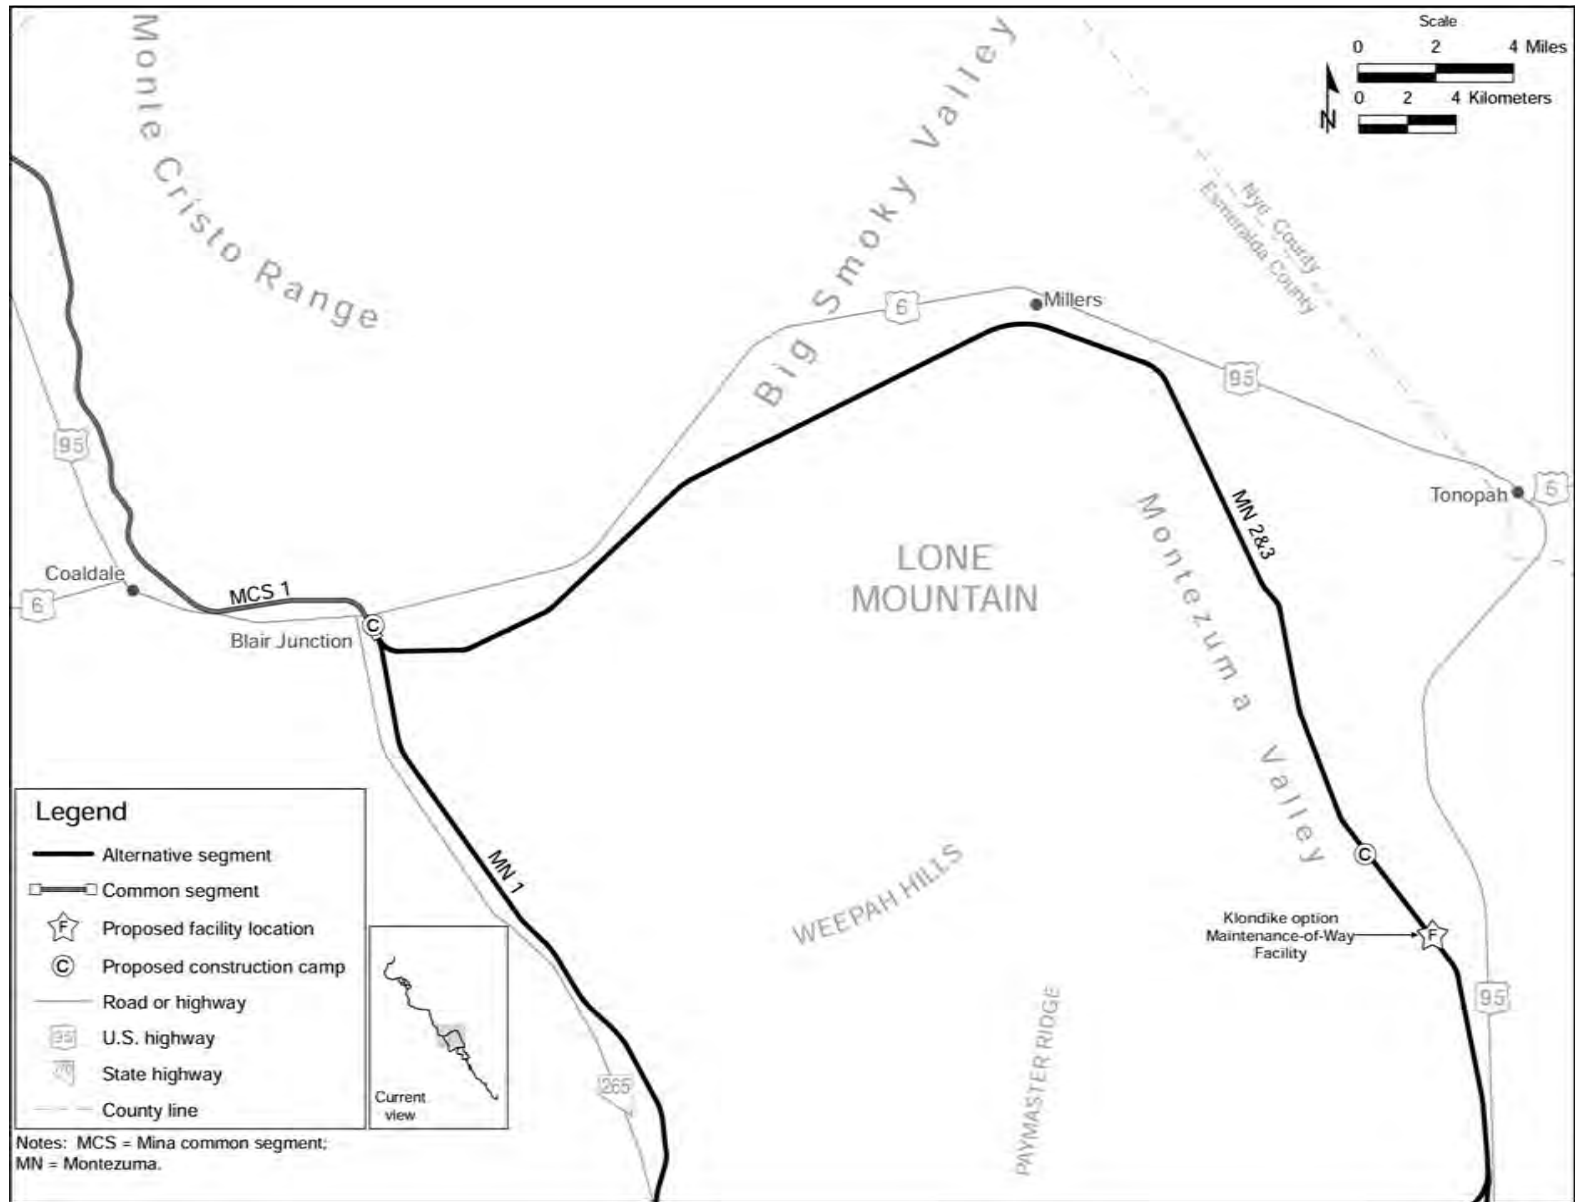 Scale
0 2 4 Miles
0 2 4 Kilometers
N
Monte Cristo Range
Big Smoky Valley
Nye County
Esmeralda County
6
Millers
95
95
Tonopah
6
MN 2&3
Montezuma Valley
LONE
MOUNTAIN
Coaldale
6
MCS 1
C
Blair Junction
MN 1
WEEPAH HILLS
C
Klondike option
Maintenance-of-Way
Facility
F
95
PAYMASTER RIDGE
265
Legend
Alternative segment
Common segment
F Proposed facility location
C Proposed construction camp
Road or highway
95 U.S. highway
State highway
County line
Current
view
Notes: MCS = Mina common segment;
MN = Montezuma.